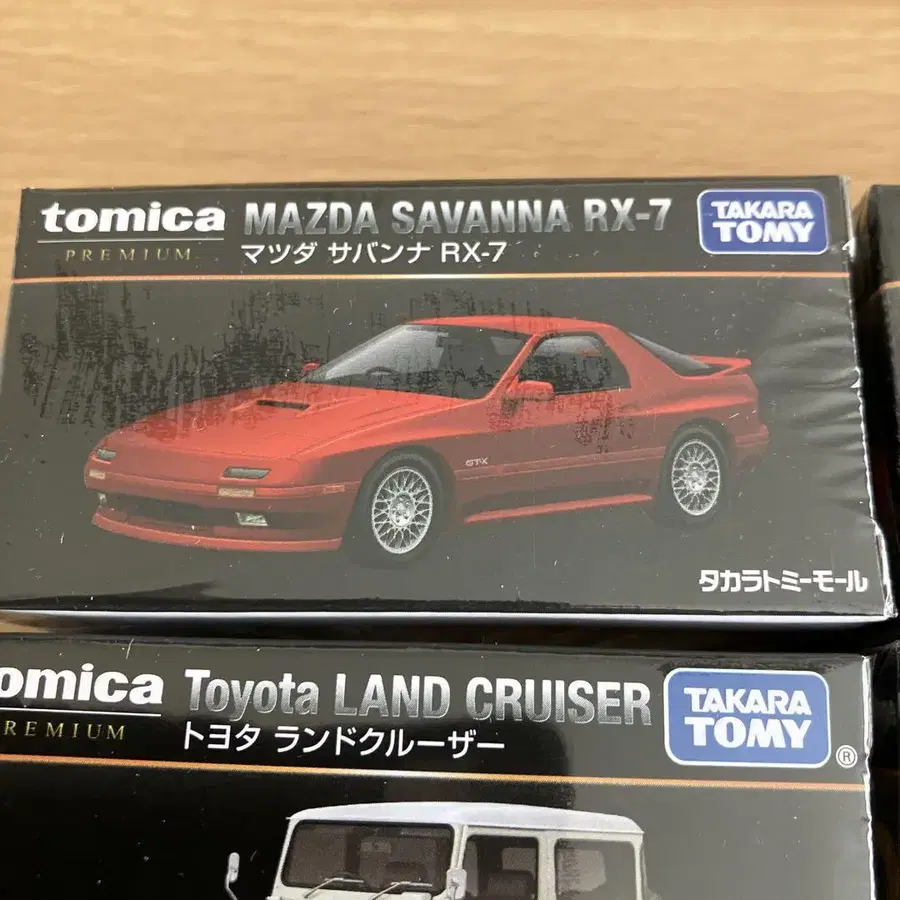 tomica MAZDA SAVANNA RX-7 TAKARA TOMY
PREMIUM マツダ サバンナ RX-7
GT-X
タカラトミーモール
omica Toyota LAND CRUISER TAKARA TOMY ®
REMIUM トヨタ ランドクルーザー